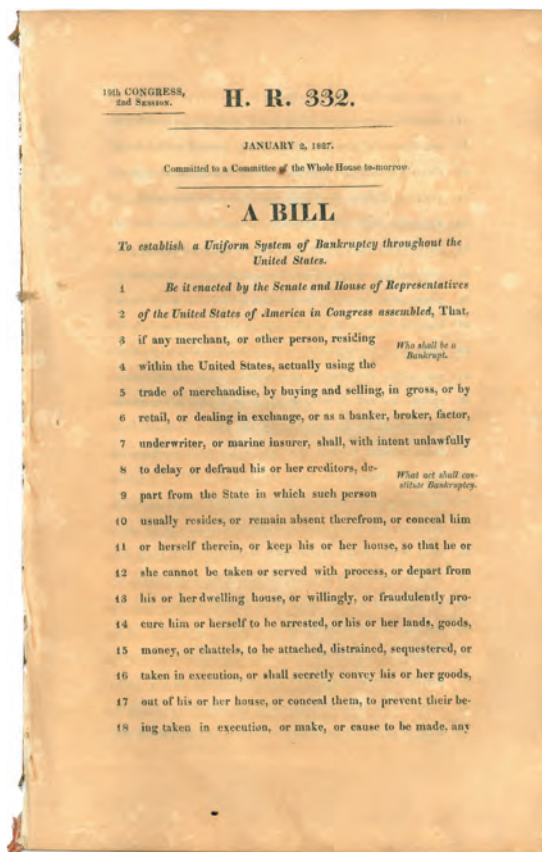 19th CONGRESS,
2nd SESSION.
H. R. 332.
JANUARY 2, 1827.
Committed to a Committee of the Whole House to-morrow.
A BILL
To establish a Uniform System of Bankruptcy throughout the
United States.
1 Be it enacted by the Senate and House of Representatives
2 of the United States of America in Congress assembled, That,
3 if any merchant, or other person, residing
Who shall be a
Bankrupt.
4 within the United States, actually using the
5 trade of merchandise, by buying and selling, in gross, or by
6 retail, or dealing in exchange, or as a banker, broker, factor,
7 underwriter, or marine insurer, shall, with intent unlawfully
8 to delay or defraud his or her creditors, de-
What act shall con-
stitute Bankruptcy.
9 part from the State in which such person
10 usually resides, or remain absent therefrom, or conceal him
11 or herself therein, or keep his or her house, so that he or
12 she cannot be taken or served with process, or depart from
13 his or her dwelling house, or willingly, or fraudulently pro-
14 cure him or herself to be arrested, or his or her lands, goods,
15 money, or chattels, to be attached, distrained, sequestered, or
16 taken in execution, or shall secretly convey his or her goods,
17 out of his or her house, or conceal them, to prevent their be-
18 ing taken in execution, or make, or cause to be made, any